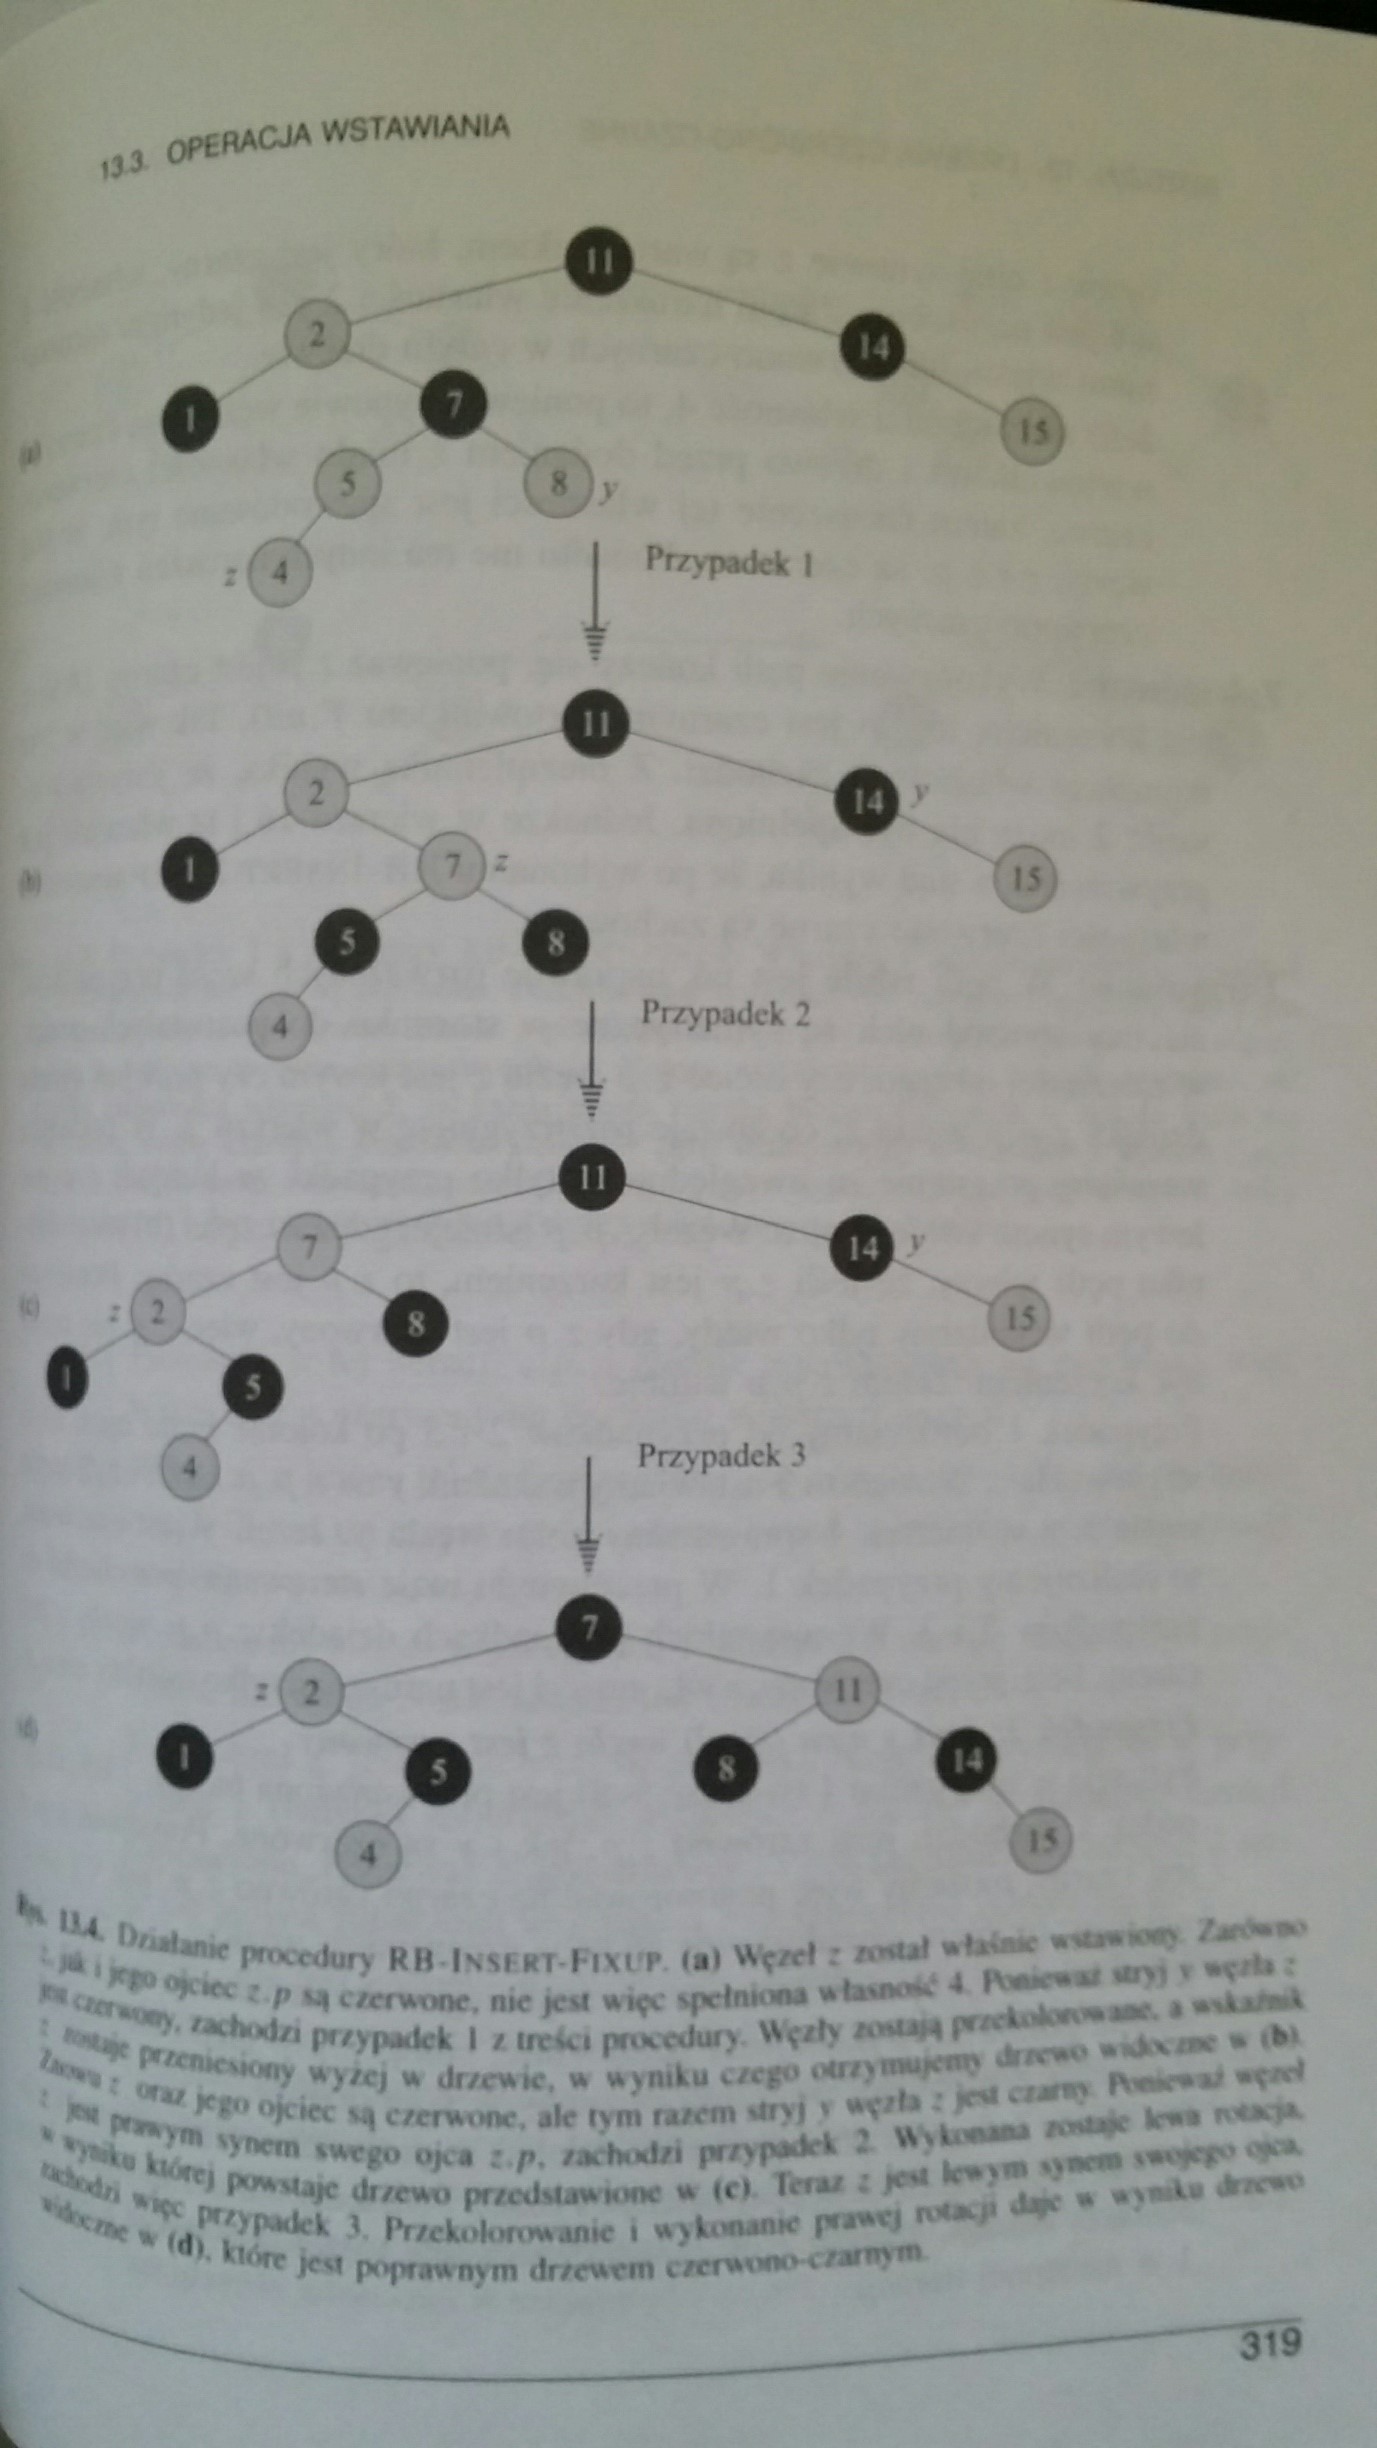 13.3. OPERACJA WSTAWIANIA
11
2
14
1
7
15
(a)
5
8 y
z 4
Przypadek 1
11
2
14 y
1
7 z
15
(b)
5
8
4
Przypadek 2
11
7
14 y
(c)
z 2
8
15
1
5
4
Przypadek 3
7
z 2
11
(d)
1
5
8
14
4
15
Rys. 13.4. Działanie procedury RB-INSERT-FIXUP. (a) Węzeł z został właśnie wstawiony. Zarówno
z, jak i jego ojciec z.p są czerwone, nie jest więc spełniona własność 4. Ponieważ stryj y węzła z
jest czerwony, zachodzi przypadek 1 z treści procedury. Węzły zostają przekolorowane, a wskaźnik
z zostaje przeniesiony wyżej w drzewie, w wyniku czego otrzymujemy drzewo widoczne w (b).
Znowu z oraz jego ojciec są czerwone, ale tym razem stryj y węzła z jest czarny. Ponieważ węzeł
z jest prawym synem swego ojca z.p, zachodzi przypadek 2. Wykonana zostaje lewa rotacja,
w wyniku której powstaje drzewo przedstawione w (c). Teraz z jest lewym synem swojego ojca,
zachodzi więc przypadek 3. Przekolorowanie i wykonanie prawej rotacji daje w wyniku drzewo
widoczne w (d), które jest poprawnym drzewem czerwono-czarnym.
319